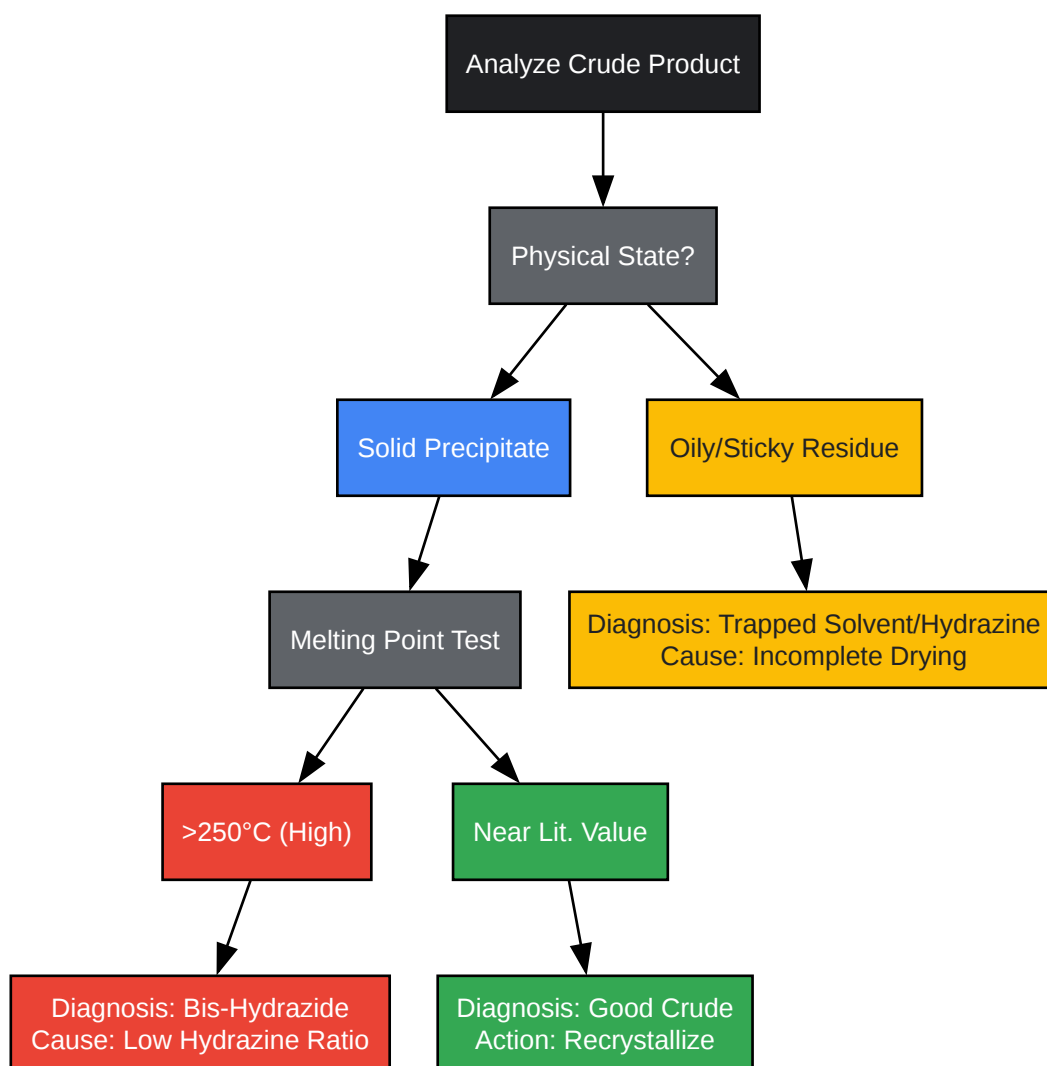 Analyze Crude Product
Physical State?
Solid Precipitate
Oily/Sticky Residue
Melting Point Test
Diagnosis: Trapped Solvent/Hydrazine
Cause: Incomplete Drying
>250°C (High)
Near Lit. Value
Diagnosis: Bis-Hydrazide
Cause: Low Hydrazine Ratio
Diagnosis: Good Crude
Action: Recrystallize